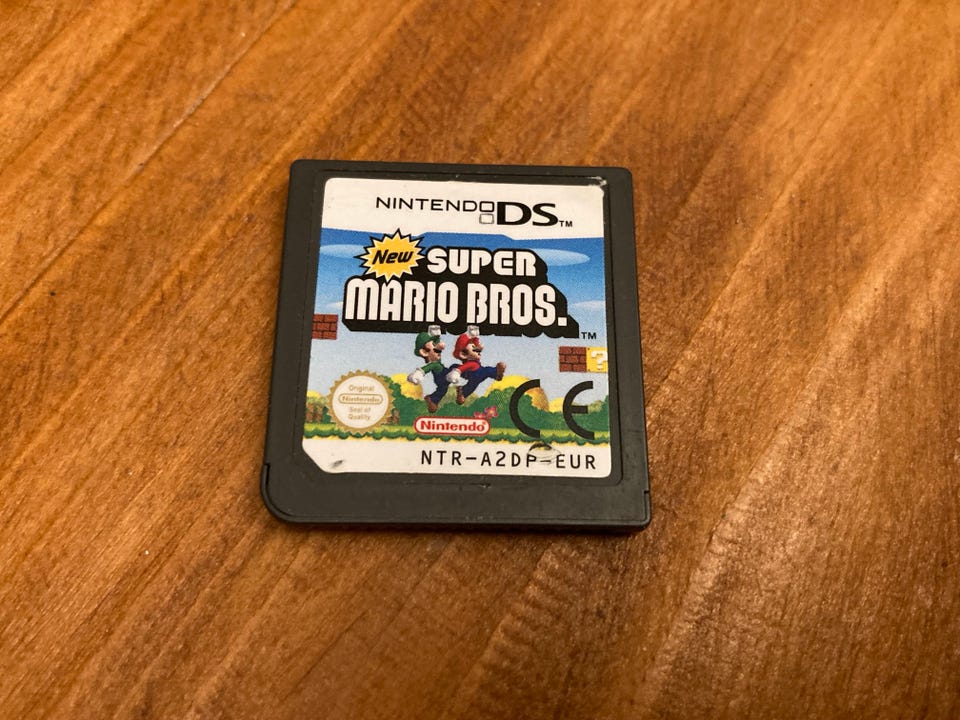 NINTENDO DS™
New SUPER
MARIO BROS.™
?
Original
Nintendo
Seal of
Quality
Nintendo
CE
NTR-A2DP-EUR